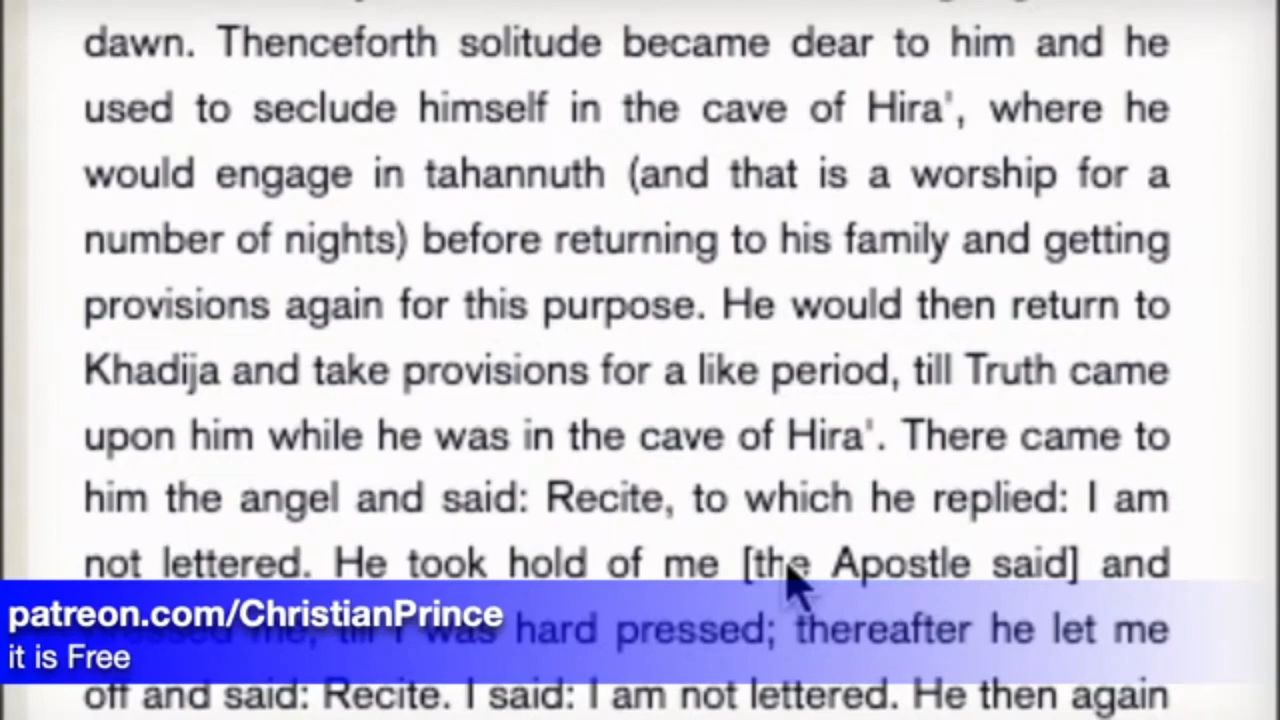 dawn. Thenceforth solitude became dear to him and he
used to seclude himself in the cave of Hira', where he
would engage in tahannuth (and that is a worship for a
number of nights) before returning to his family and getting
provisions again for this purpose. He would then return to
Khadija and take provisions for a like period, till Truth came
upon him while he was in the cave of Hira'. There came to
him the angel and said: Recite, to which he replied: I am
not lettered. He took hold of me [the Apostle said] and
patreon.com/ChristianPrince
pressed me, till I was hard pressed; thereafter he let me
it is Free
off and said: Recite. I said: I am not lettered. He then again